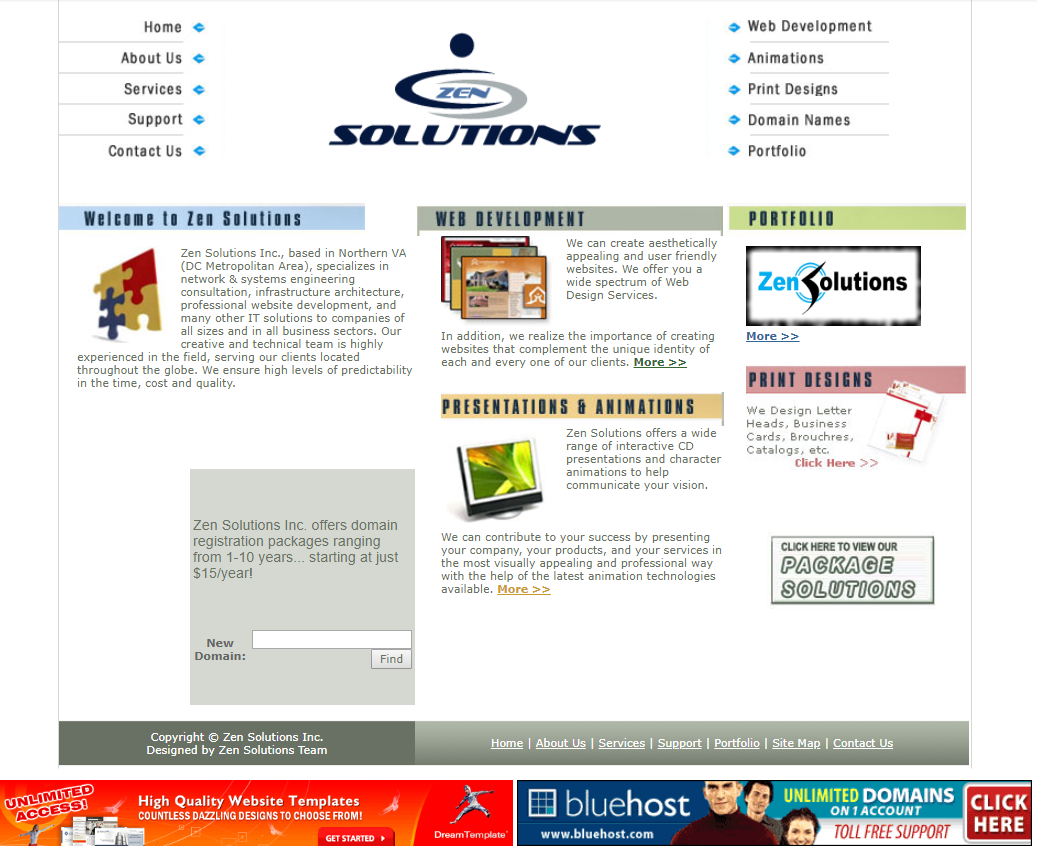 Home
About Us
Services
Support
Contact Us
ZEN
SOLUTIONS
Web Development
Animations
Print Designs
Domain Names
Portfolio
Welcome to Zen Solutions
Zen Solutions Inc., based in Northern VA
(DC Metropolitan Area), specializes in
network & systems engineering
consultation, infrastructure architecture,
professional website development, and
many other IT solutions to companies of
all sizes and in all business sectors. Our
creative and technical team is highly
experienced in the field, serving our clients located
throughout the globe. We ensure high levels of predictability
in the time, cost and quality.
Zen Solutions Inc. offers domain
registration packages ranging
from 1-10 years... starting at just
$15/year!
New
Domain:
Find
WEB DEVELOPMENT
We can create aesthetically
appealing and user friendly
websites. We offer you a
wide spectrum of Web
Design Services.
In addition, we realize the importance of creating
websites that complement the unique identity of
each and every one of our clients. More >>
PRESENTATIONS & ANIMATIONS
Zen Solutions offers a wide
range of interactive CD
presentations and character
animations to help
communicate your vision.
We can contribute to your success by presenting
your company, your products, and your services in
the most visually appealing and professional way
with the help of the latest animation technologies
available. More >>
PORTFOLIO
ZenSolutions
More >>
PRINT DESIGNS
We Design Letter
Heads, Business
Cards, Brouchres,
Catalogs, etc.
Click Here >>
CLICK HERE TO VIEW OUR
PACKAGE
SOLUTIONS
Copyright © Zen Solutions Inc.
Designed by Zen Solutions Team
Home | About Us | Services | Support | Portfolio | Site Map | Contact Us
UNLIMITED
ACCESS!
High Quality Website Templates
COUNTLESS DAZZLING DESIGNS TO CHOOSE FROM!
GET STARTED
DreamTemplate
bluehost
www.bluehost.com
UNLIMITED DOMAINS
ON 1 ACCOUNT
TOLL FREE SUPPORT
CLICK
HERE